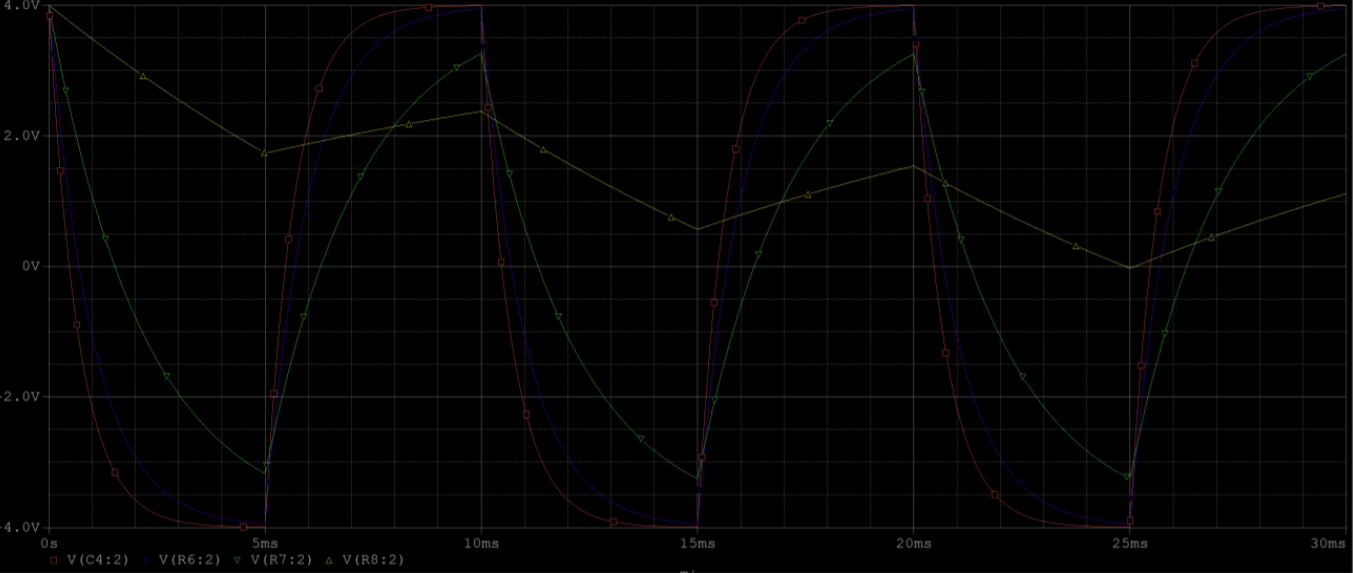 4.0V
2.0V
0V
-2.0V
-4.0V
0s 5ms 10ms 15ms 20ms 25ms 30ms
V(C4:2) V(R6:2) V(R7:2) V(R8:2)